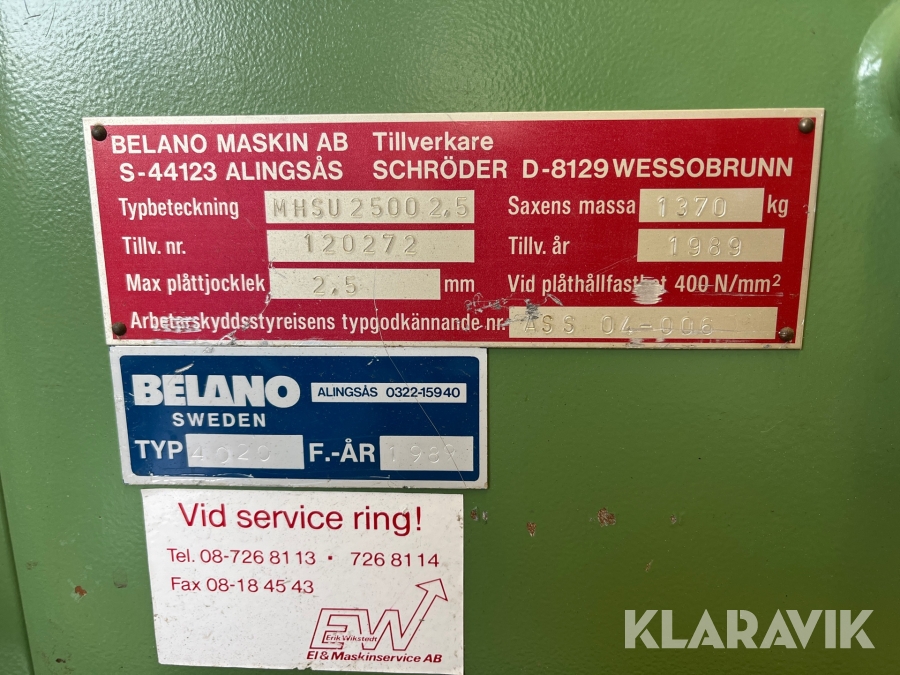 BELANO MASKIN AB Tillverkare
S-44123 ALINGSÅS SCHRÖDER D-8129 WESSOBRUNN
Typbeteckning MHSU 2500 2,5 Saxens massa 1370 kg
Tillv. nr. 120272 Tillv. år 1989
Max plåttjocklek 2,5 mm Vid plåthållfasthet 400 N/mm²
Arbetarskyddsstyreisens typgodkännande nr. ASS 04-008
BELANO ALINGSÅS 0322-15940
SWEDEN
TYP 4020 F.-ÅR 1989
Vid service ring!
Tel. 08-726 81 13 · 726 81 14
Fax 08-18 45 43
EW
Erik Wikstedt
El & Maskinservice AB
KLARAVIK